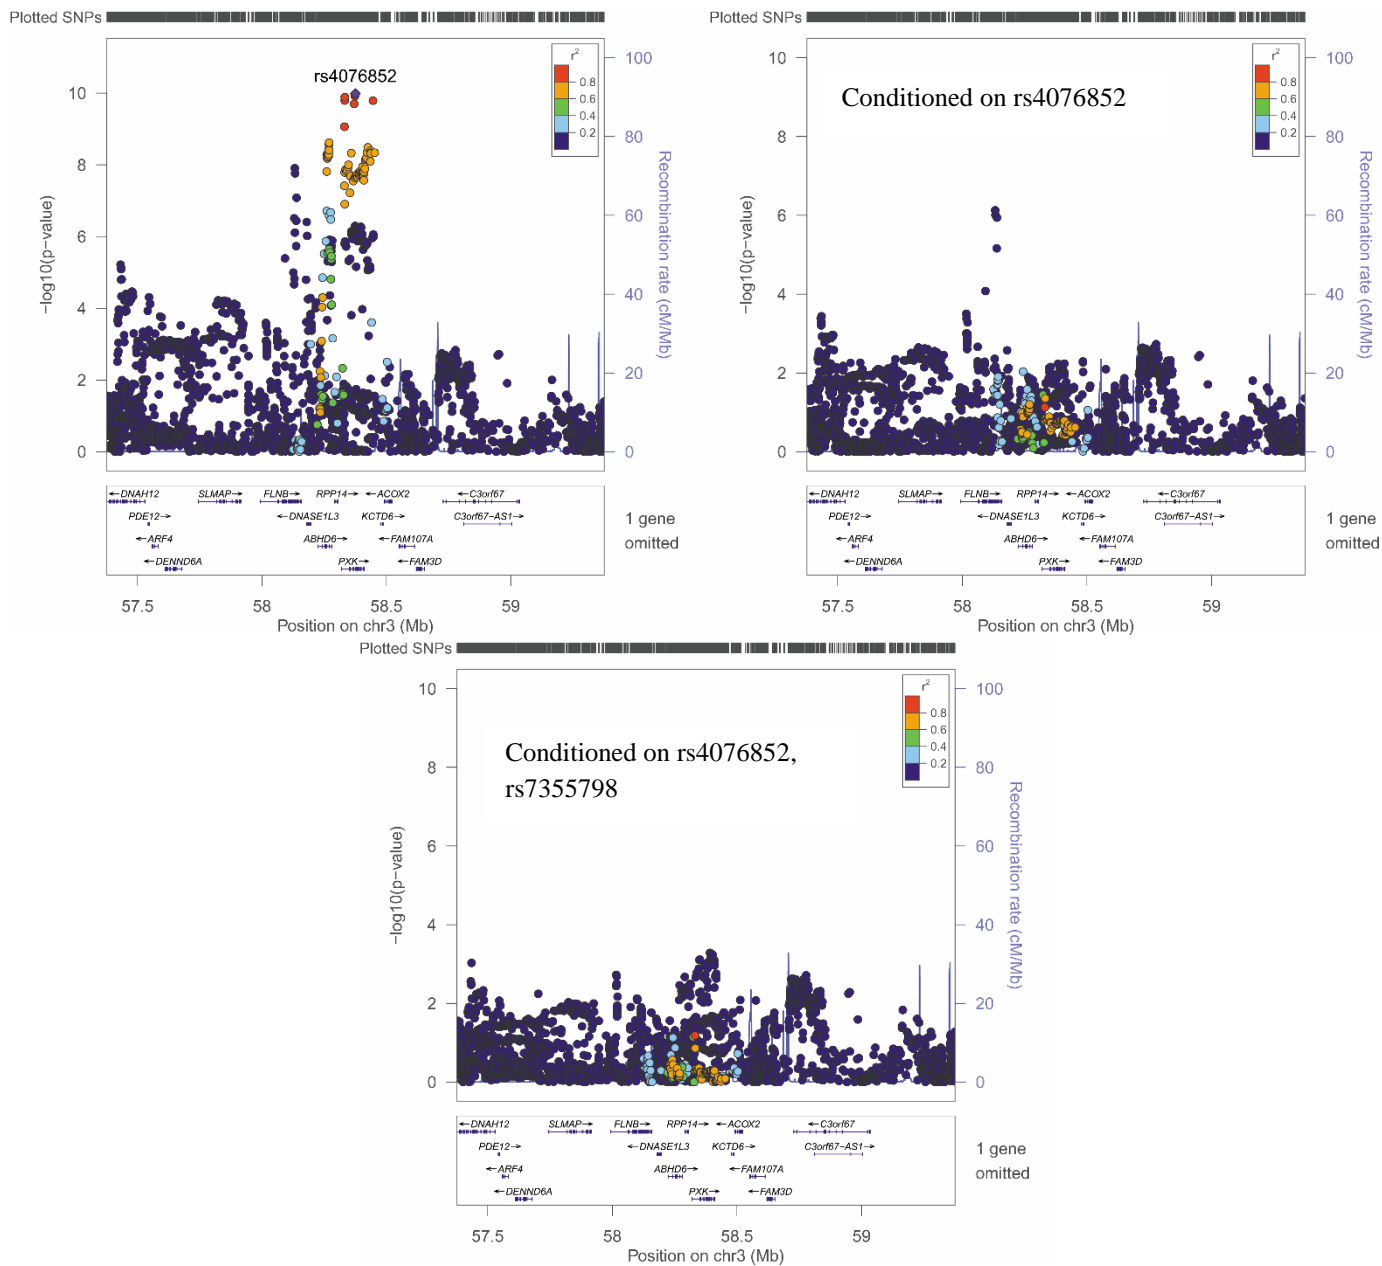 Plotted SNPs
rs4076852
r²
0.8
0.6
0.4
0.2
10
8
6
4
2
0
−log10(p−value)
100
80
60
40
20
0
Recombination rate (cM/Mb)
←DNAH12
SLMAP→
FLNB→
RPP14→
←ACOX2
←C3orf67
PDE12→
←DNASE1L3
KCTD6→
C3orf67−AS1→
←ARF4
ABHD6→
←FAM107A
←DENND6A
PXK→
←FAM3D
1 gene
omitted
57.5
58
58.5
59
Position on chr3 (Mb)
Plotted SNPs
Conditioned on rs4076852
r²
0.8
0.6
0.4
0.2
10
8
6
4
2
0
−log10(p−value)
100
80
60
40
20
0
Recombination rate (cM/Mb)
←DNAH12
SLMAP→
FLNB→
RPP14→
←ACOX2
←C3orf67
PDE12→
←DNASE1L3
KCTD6→
C3orf67−AS1→
←ARF4
ABHD6→
←FAM107A
←DENND6A
PXK→
←FAM3D
1 gene
omitted
57.5
58
58.5
59
Position on chr3 (Mb)
Plotted SNPs
Conditioned on rs4076852,
rs7355798
r²
0.8
0.6
0.4
0.2
10
8
6
4
2
0
−log10(p−value)
100
80
60
40
20
0
Recombination rate (cM/Mb)
←DNAH12
SLMAP→
FLNB→
RPP14→
←ACOX2
←C3orf67
PDE12→
←DNASE1L3
KCTD6→
C3orf67−AS1→
←ARF4
ABHD6→
←FAM107A
←DENND6A
PXK→
←FAM3D
1 gene
omitted
57.5
58
58.5
59
Position on chr3 (Mb)